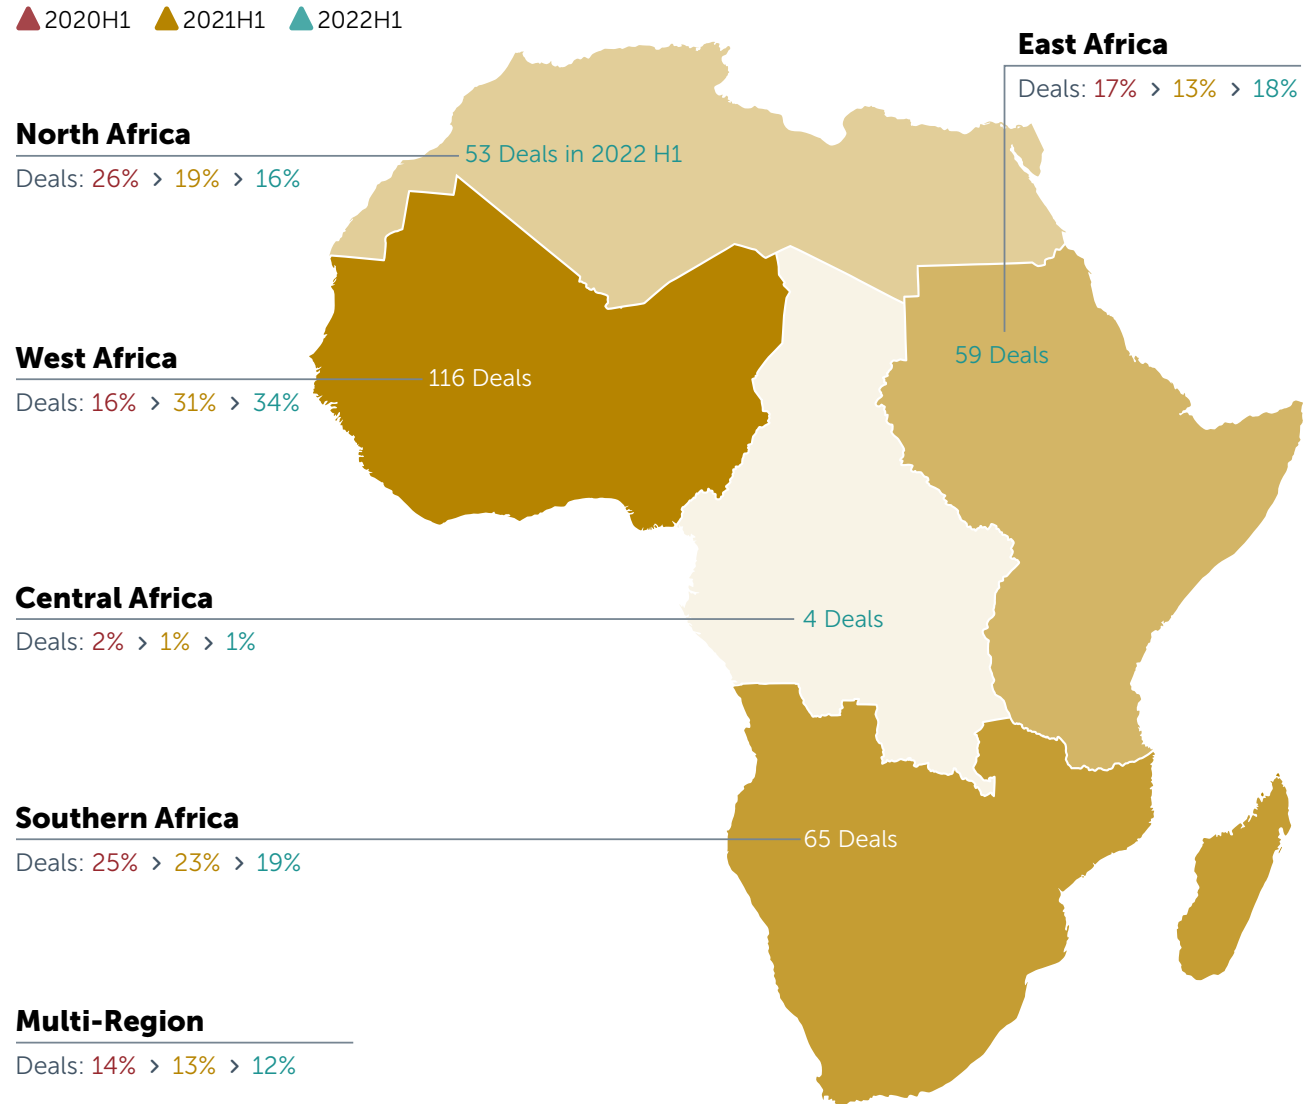 2020H1 2021H1 2022H1
East Africa
Deals: 17% > 13% > 18%
North Africa
53 Deals in 2022 H1
Deals: 26% > 19% > 16%
59 Deals
West Africa
116 Deals
Deals: 16% > 31% > 34%
Central Africa
4 Deals
Deals: 2% > 1% > 1%
Southern Africa
65 Deals
Deals: 25% > 23% > 19%
Multi-Region
Deals: 14% > 13% > 12%